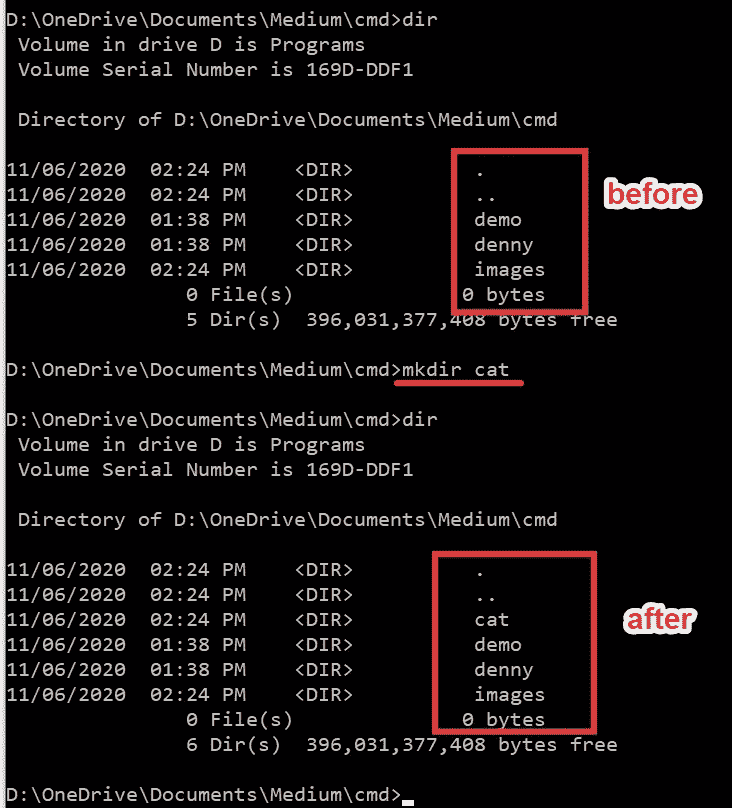 D:\OneDrive\Documents\Medium\cmd>dir
Volume in drive D is Programs
Volume Serial Number is 169D-DDF1
Directory of D:\OneDrive\Documents\Medium\cmd
11/06/2020 02:24 PM <DIR> .
11/06/2020 02:24 PM <DIR> ..
before
11/06/2020 01:38 PM <DIR> demo
11/06/2020 01:38 PM <DIR> denny
11/06/2020 02:24 PM <DIR> images
0 File(s) 0 bytes
5 Dir(s) 396,031,377,408 bytes free
D:\OneDrive\Documents\Medium\cmd>mkdir cat
D:\OneDrive\Documents\Medium\cmd>dir
Volume in drive D is Programs
Volume Serial Number is 169D-DDF1
Directory of D:\OneDrive\Documents\Medium\cmd
11/06/2020 02:24 PM <DIR> .
11/06/2020 02:24 PM <DIR> ..
11/06/2020 02:24 PM <DIR> cat
after
11/06/2020 01:38 PM <DIR> demo
11/06/2020 01:38 PM <DIR> denny
11/06/2020 02:24 PM <DIR> images
0 File(s) 0 bytes
6 Dir(s) 396,031,377,408 bytes free
D:\OneDrive\Documents\Medium\cmd>